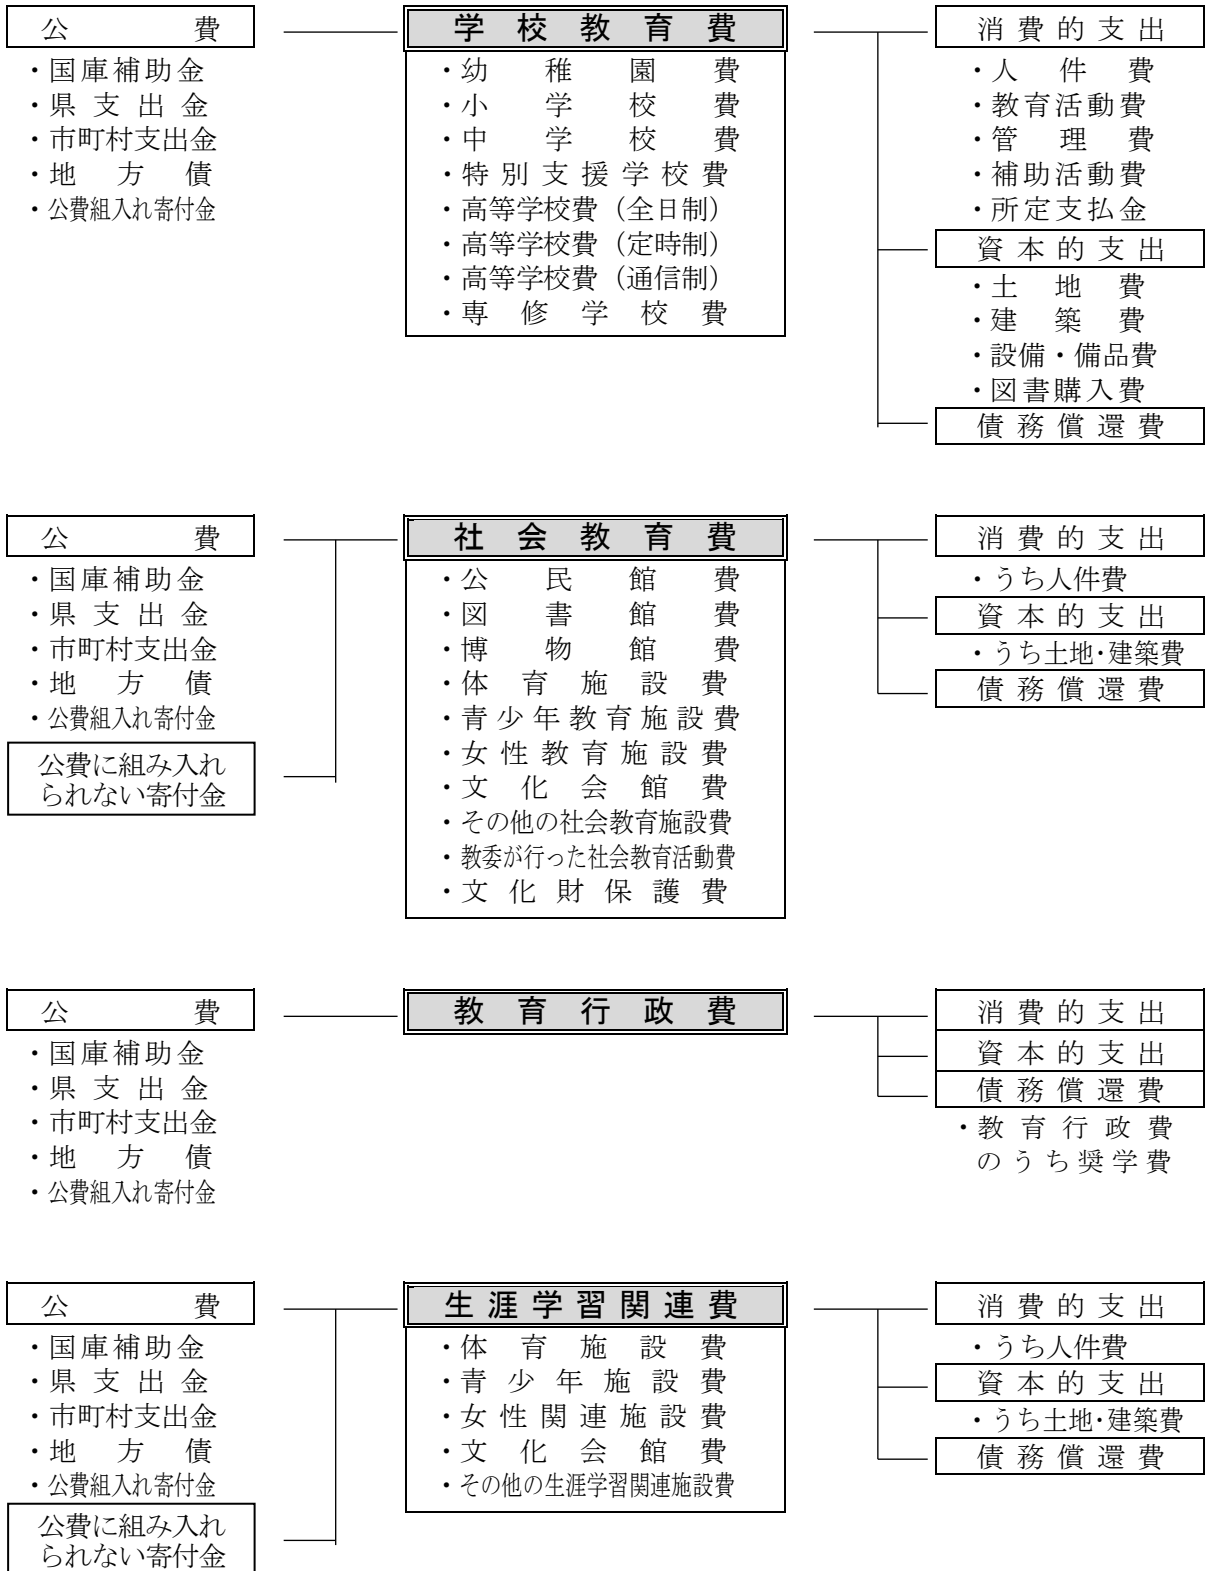 公費
・国庫補助金
・県支出金
・市町村支出金
・地方債
・公費組入れ寄付金
学校教育費
・幼稚園費
・小学校費
・中学校費
・特別支援学校費
・高等学校費（全日制）
・高等学校費（定時制）
・高等学校費（通信制）
・専修学校費
消費的支出
・人件費
・教育活動費
・管理費
・補助活動費
・所定支払金
資本的支出
・土地費
・建築費
・設備・備品費
・図書購入費
債務償還費
公費
・国庫補助金
・県支出金
・市町村支出金
・地方債
・公費組入れ寄付金
公費に組み入れ
られない寄付金
社会教育費
・公民館費
・図書館費
・博物館費
・体育施設費
・青少年教育施設費
・女性教育施設費
・文化会館費
・その他の社会教育施設費
・教委が行った社会教育活動費
・文化財保護費
消費的支出
・うち人件費
資本的支出
・うち土地・建築費
債務償還費
公費
・国庫補助金
・県支出金
・市町村支出金
・地方債
・公費組入れ寄付金
教育行政費
消費的支出
資本的支出
債務償還費
・教育行政費
のうち奨学費
公費
・国庫補助金
・県支出金
・市町村支出金
・地方債
・公費組入れ寄付金
公費に組み入れ
られない寄付金
生涯学習関連費
・体育施設費
・青少年施設費
・女性関連施設費
・文化会館費
・その他の生涯学習関連施設費
消費的支出
・うち人件費
資本的支出
・うち土地・建築費
債務償還費